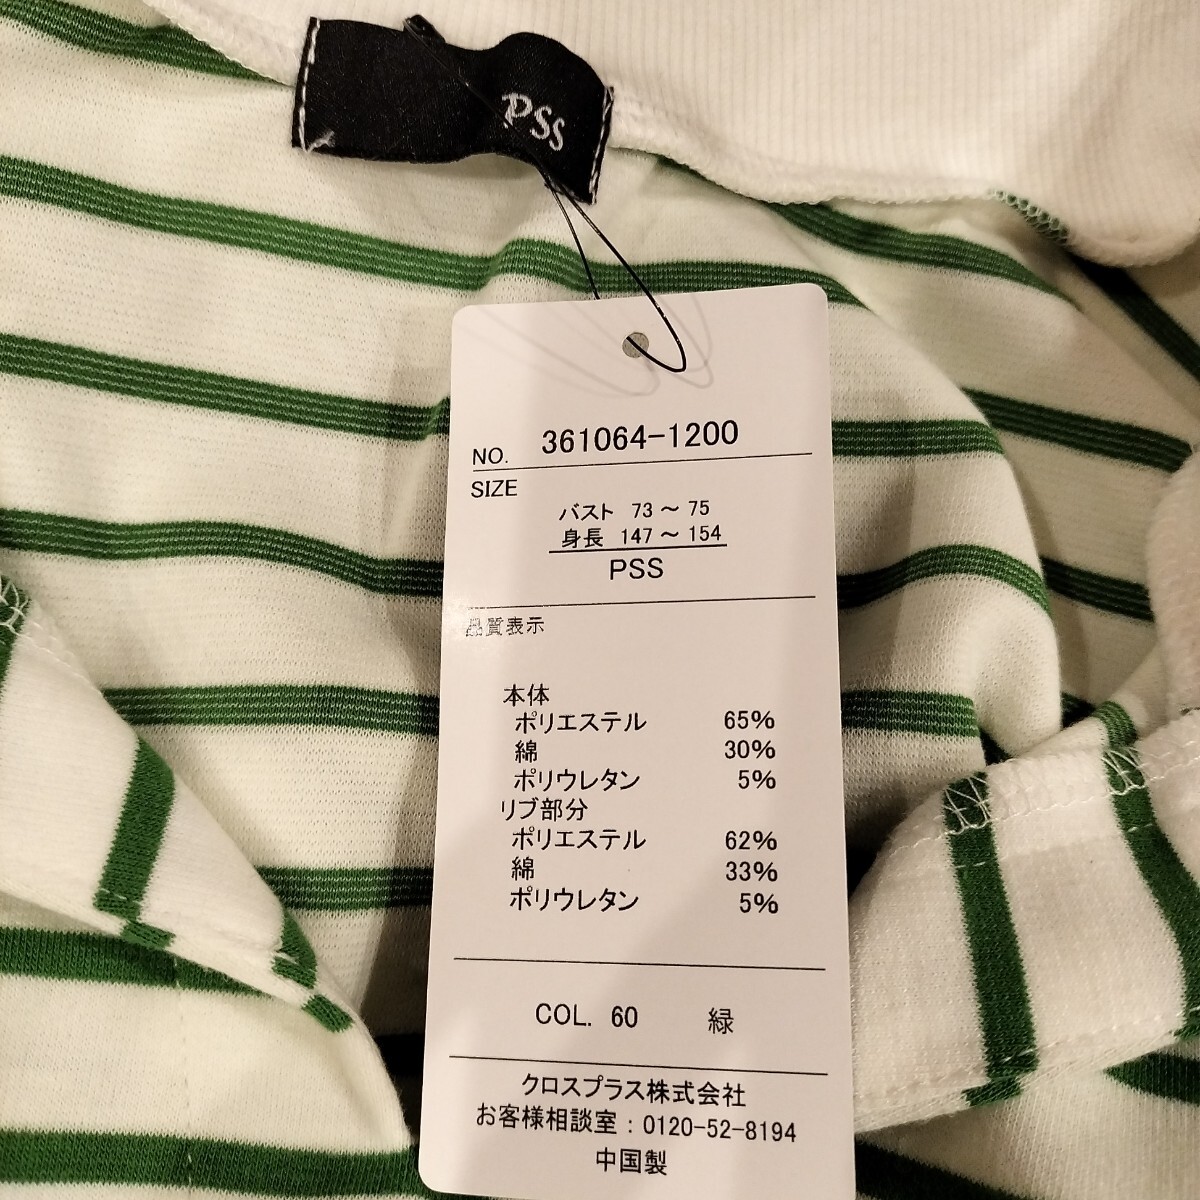 PSS
NO. 361064-1200
SIZE
バスト 73 ～ 75
身長 147 ～ 154
PSS
品質表示
本体
ポリエステル 65%
綿 30%
ポリウレタン 5%
リブ部分
ポリエステル 62%
綿 33%
ポリウレタン 5%
COL. 60 緑
クロスプラス株式会社
お客様相談室：0120-52-8194
中国製